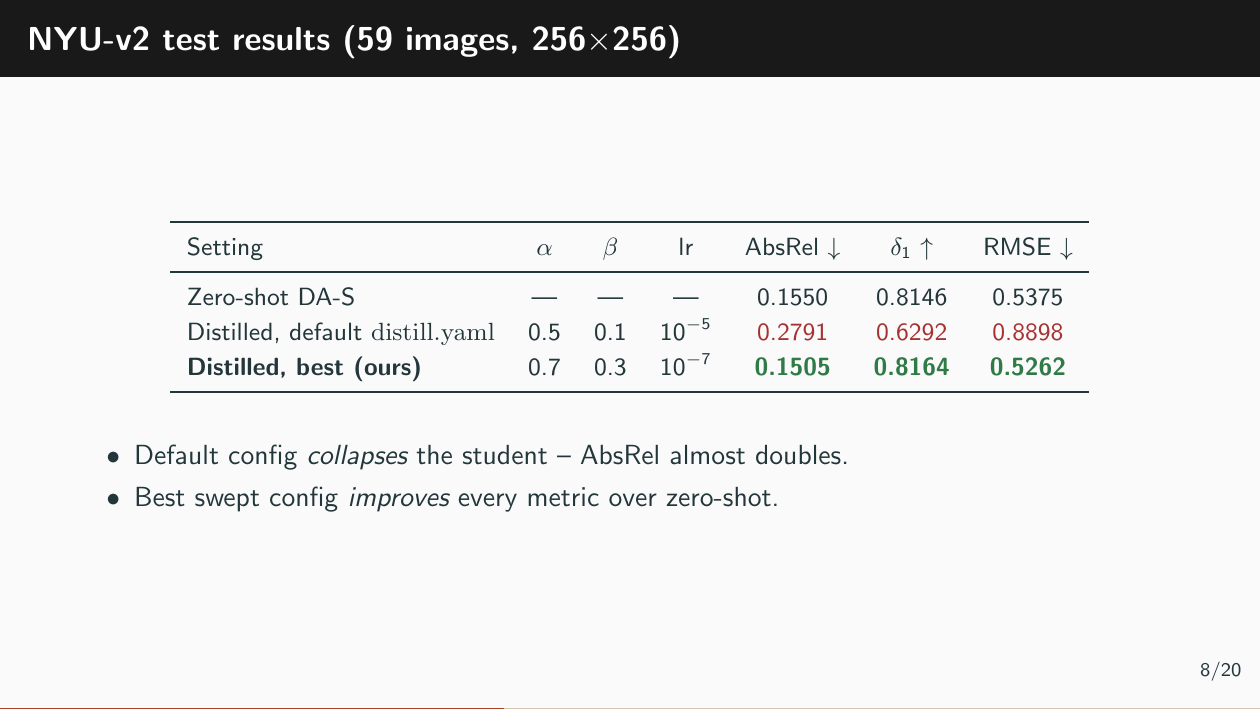 NYU-v2 test results (59 images, 256×256)
Setting α β lr AbsRel ↓ δ₁ ↑ RMSE ↓
Zero-shot DA-S — — — 0.1550 0.8146 0.5375
Distilled, default distill.yaml 0.5 0.1 10⁻⁵ 0.2791 0.6292 0.8898
Distilled, best (ours) 0.7 0.3 10⁻⁷ 0.1505 0.8164 0.5262
• Default config collapses the student – AbsRel almost doubles.
• Best swept config improves every metric over zero-shot.
8/20